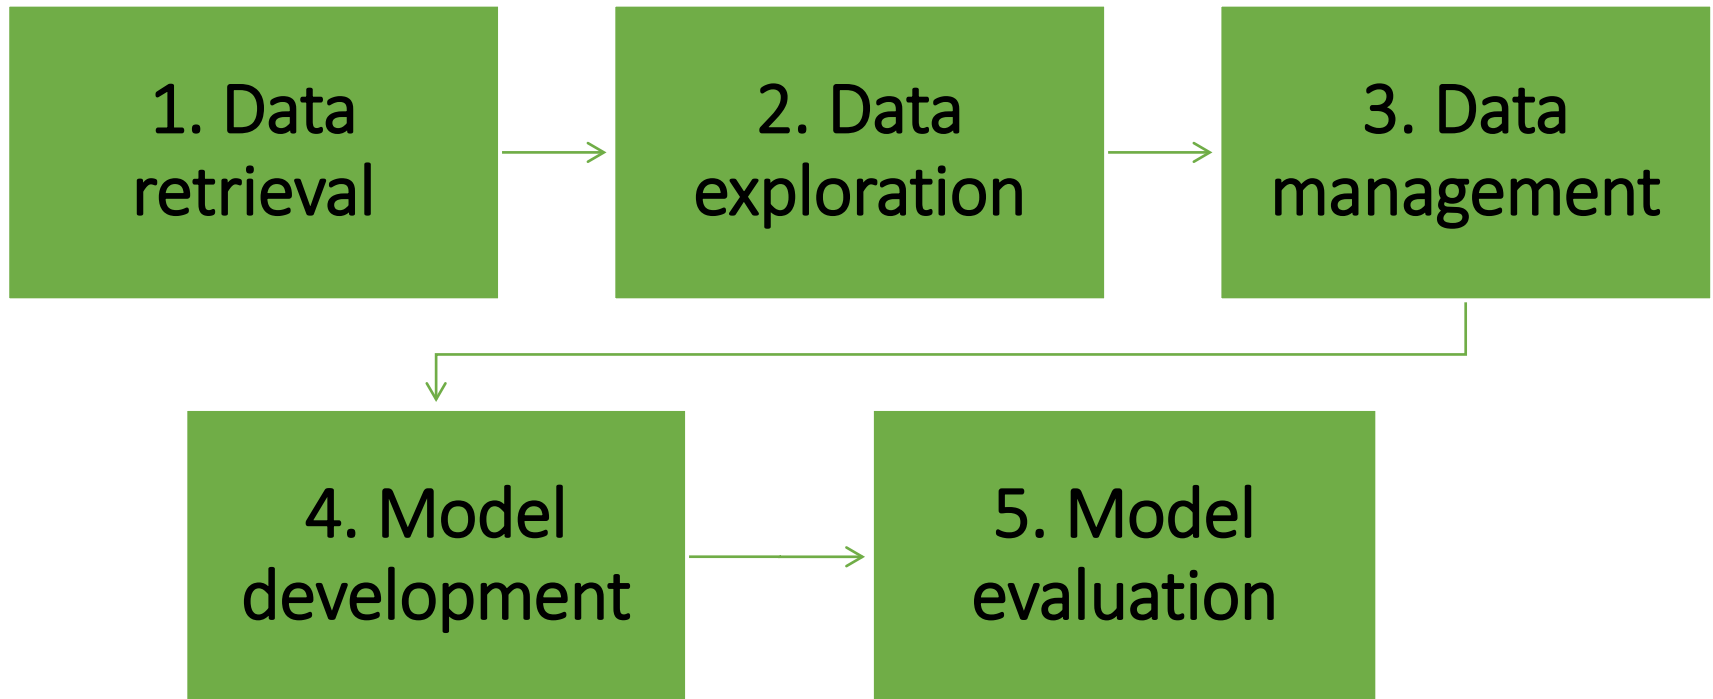 1. Data
retrieval
2. Data
exploration
3. Data
management
4. Model
development
5. Model
evaluation